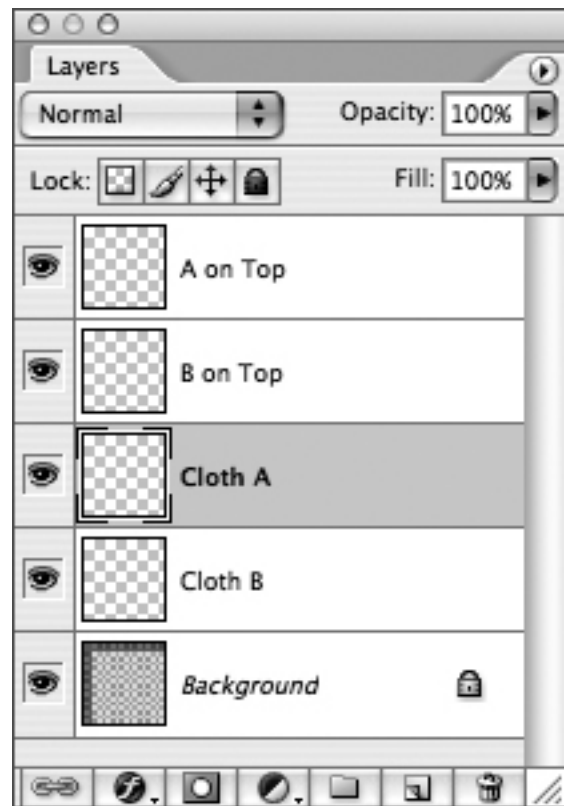 Layers
Normal Opacity: 100%
Lock: Fill: 100%
A on Top
B on Top
Cloth A
Cloth B
Background